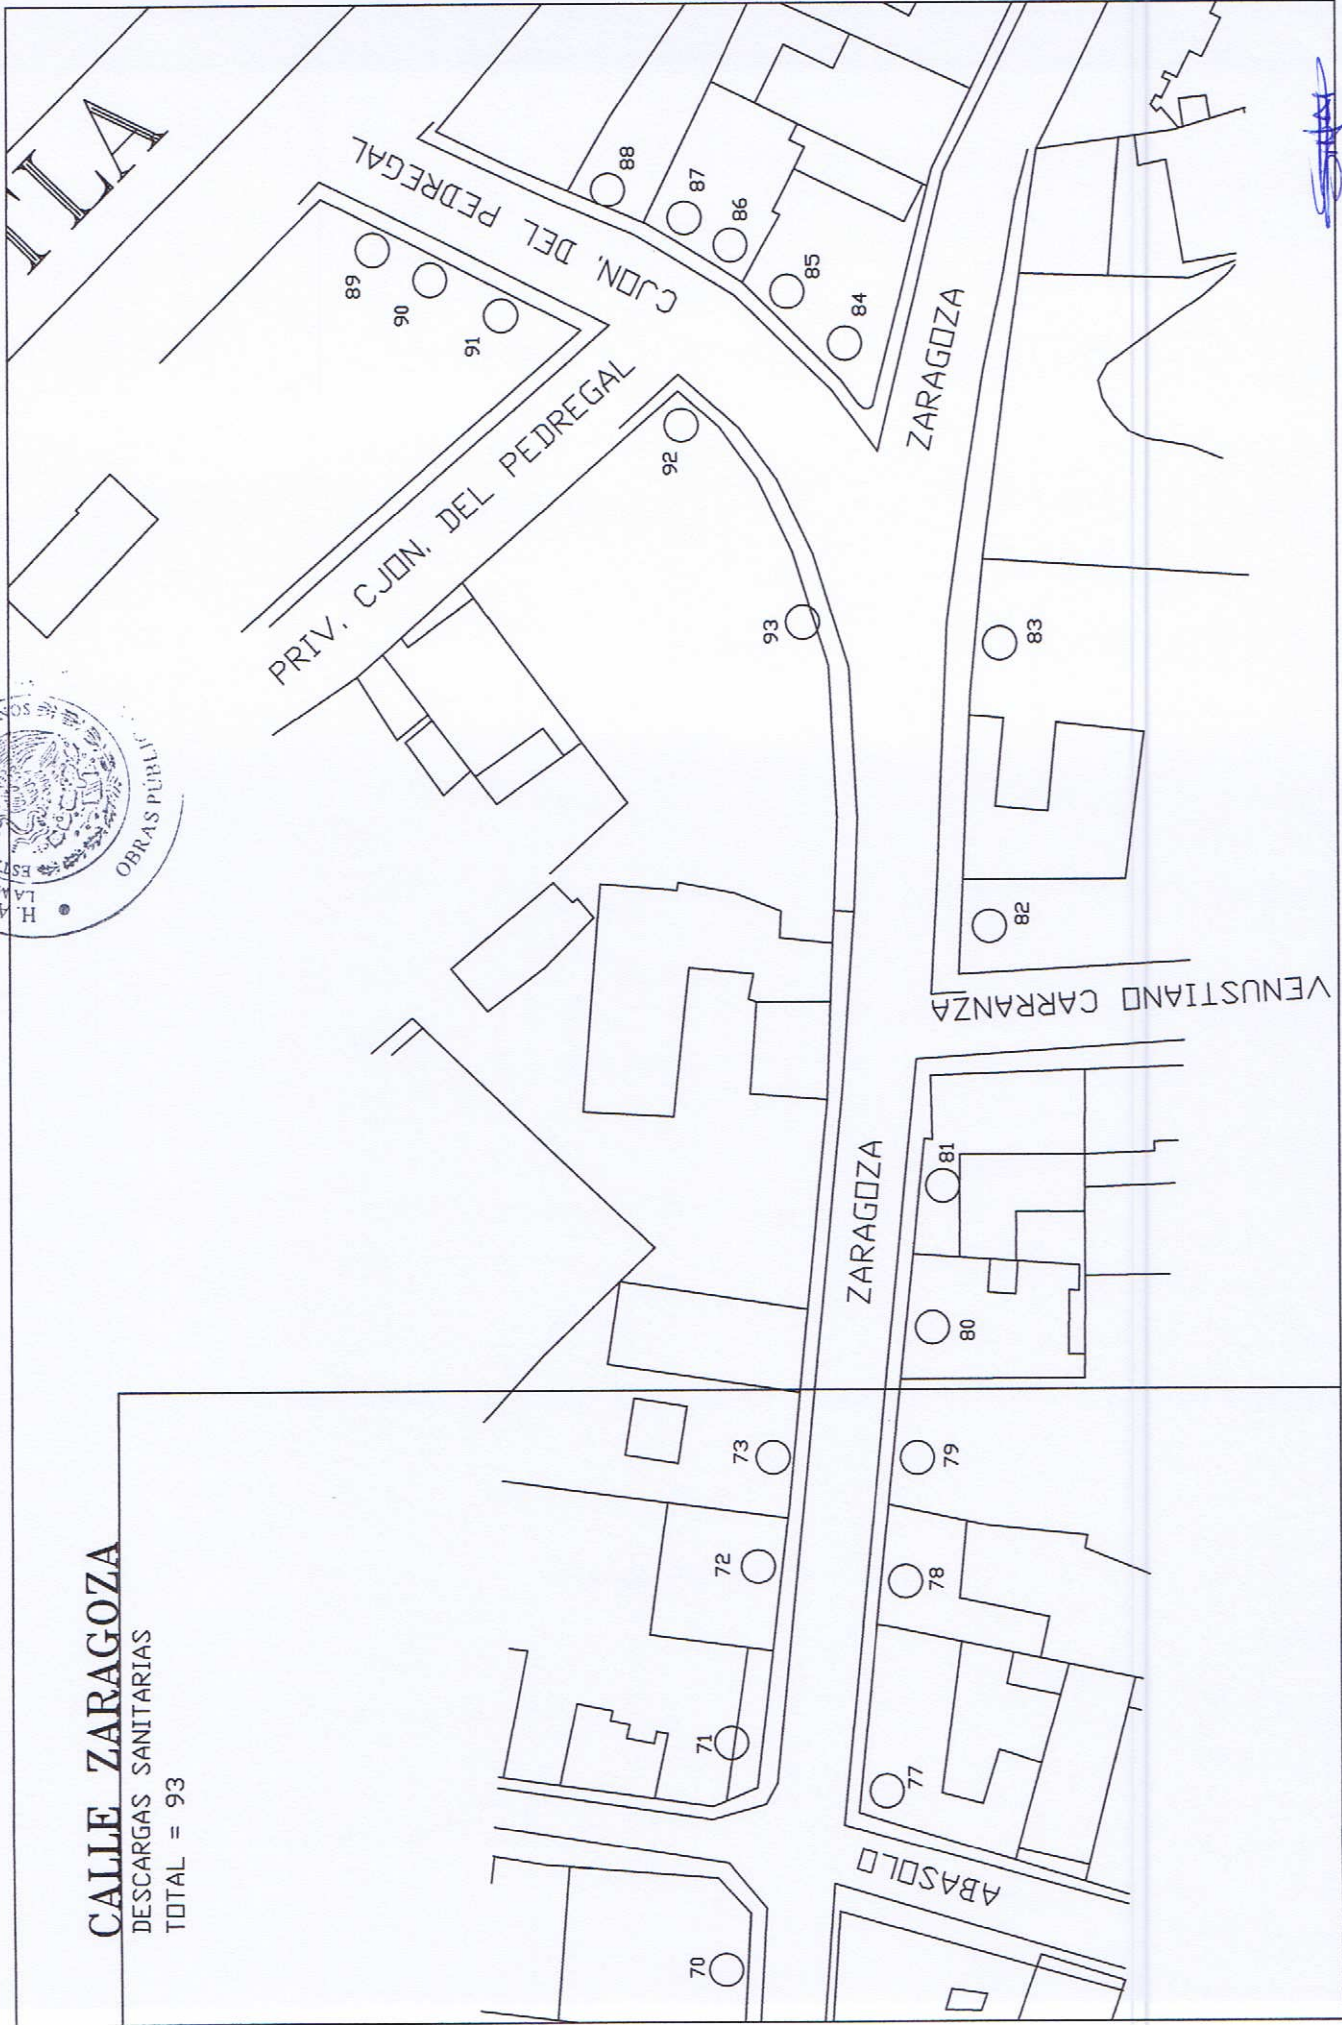 CALLE ZARAGOZA
DESCARGAS SANITARIAS
TOTAL = 93
TLA
CJON. DEL PEDREGAL
PRIV. CJON. DEL PEDREGAL
ZARAGOZA
ZARAGOZA
VENUSTIANO CARRANZA
ABASOLO
70
71
72
73
77
78
79
80
81
82
83
84
85
86
87
88
89
90
91
92
93
OBRAS
H.